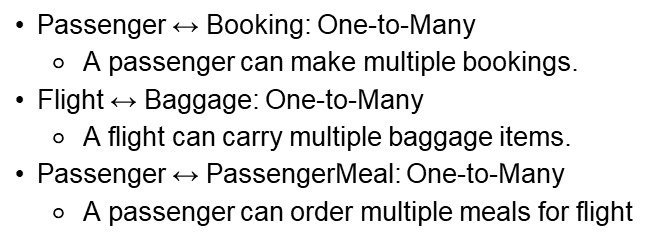 • Passenger ↔ Booking: One-to-Many
∘ A passenger can make multiple bookings.
• Flight ↔ Baggage: One-to-Many
∘ A flight can carry multiple baggage items.
• Passenger ↔ PassengerMeal: One-to-Many
∘ A passenger can order multiple meals for flight